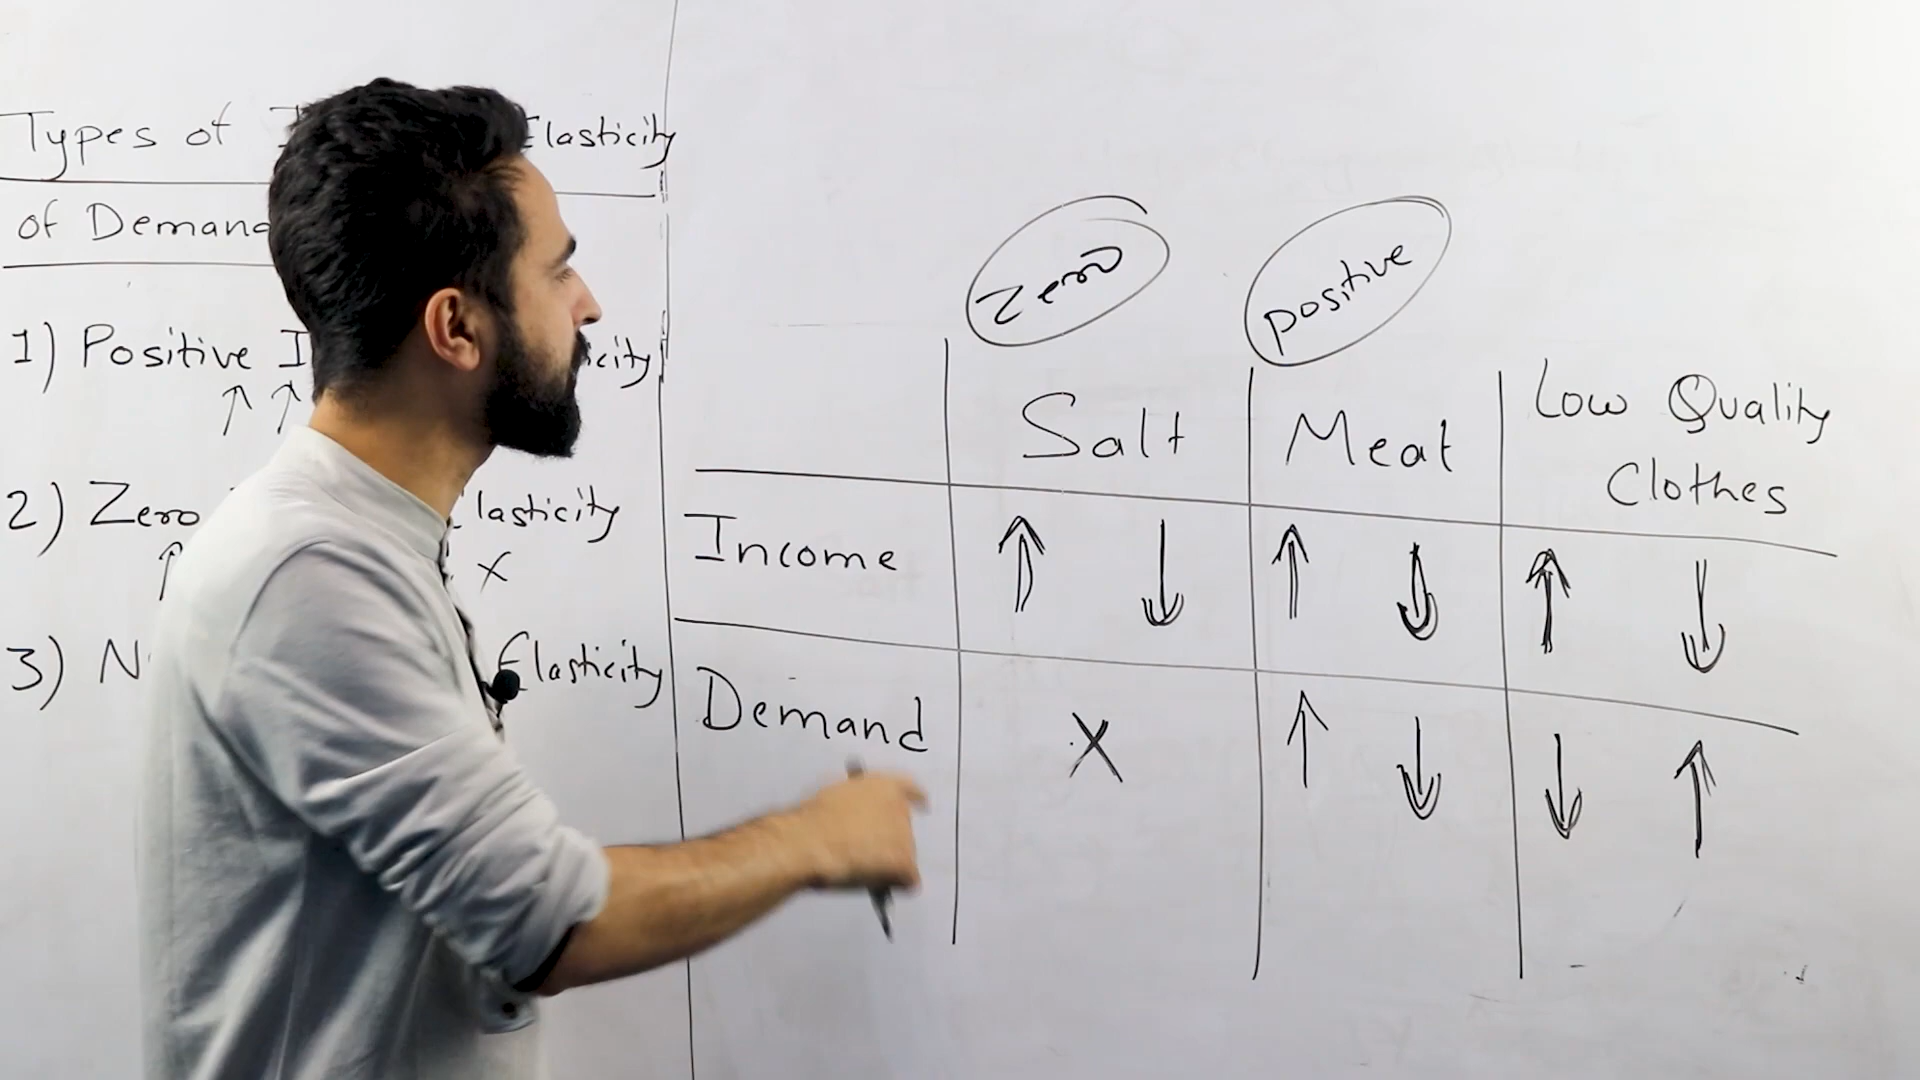 Types of Elasticity
of Demand
1) Positive I
↑ ↑
2) Zero Elasticity
↑ X
3) N Elasticity
Zero positive
Salt Meat Low Quality
Clothes
Income ↑ ↓ ↑ ↓ ↑ ↓
Demand X ↑ ↓ ↓ ↑